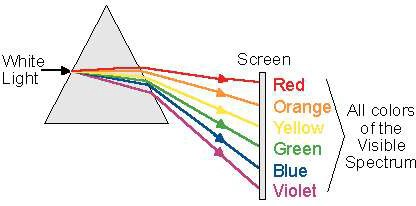 White
Light
Screen
Red
Orange
Yellow
Green
Blue
Violet
All colors
of the
Visible
Spectrum